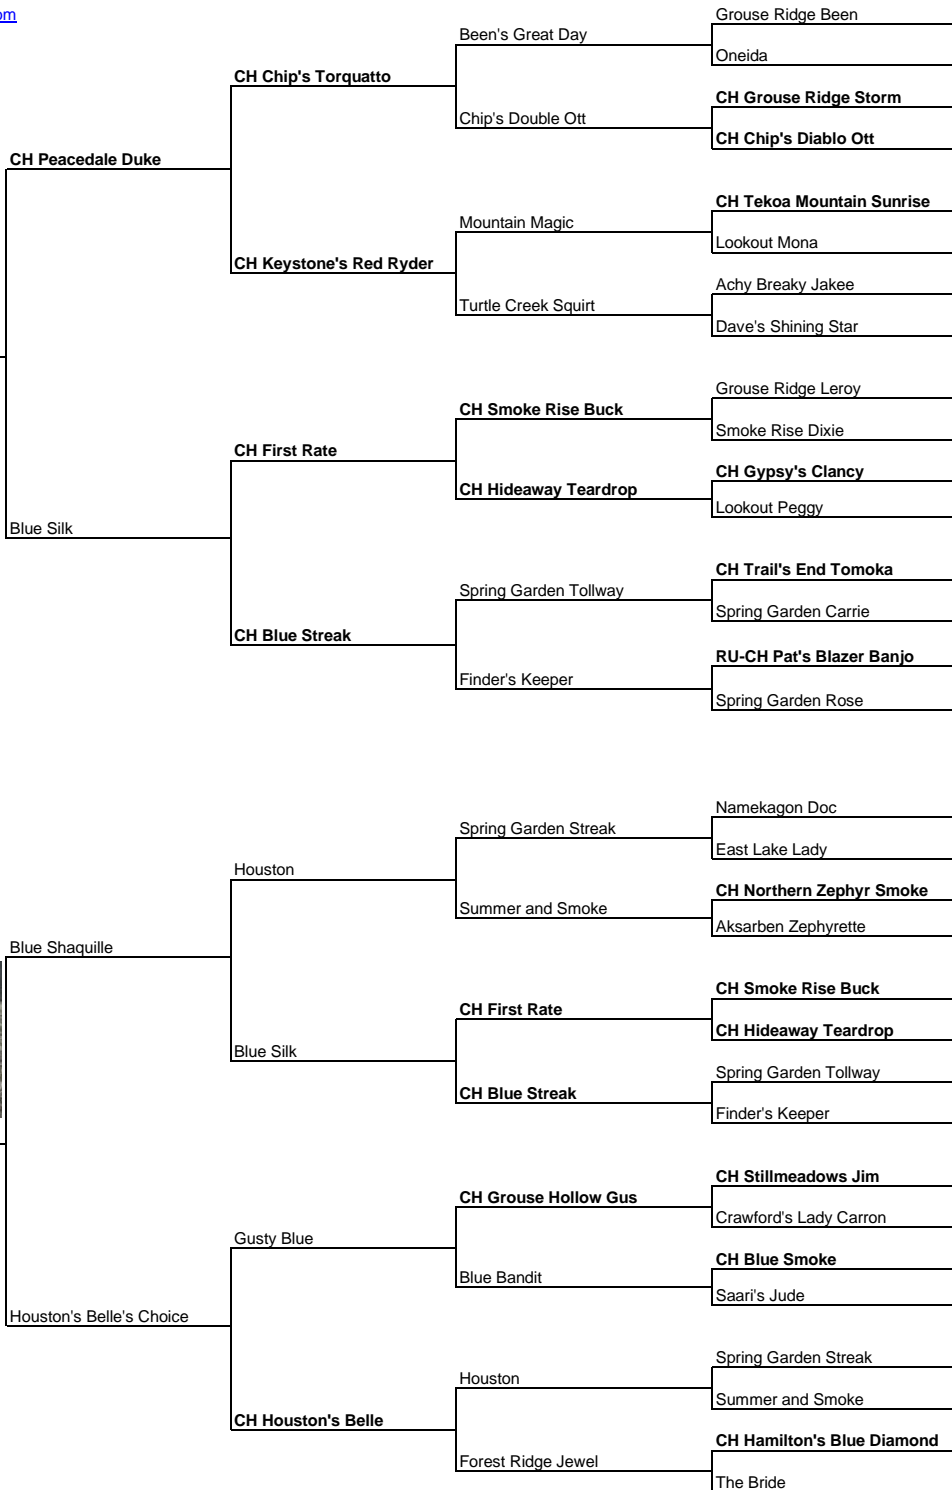 om
Grouse Ridge Been
Been's Great Day
Oneida
CH Chip's Torquatto
CH Grouse Ridge Storm
Chip's Double Ott
CH Chip's Diablo Ott
CH Peacedale Duke
CH Tekoa Mountain Sunrise
Mountain Magic
Lookout Mona
CH Keystone's Red Ryder
Achy Breaky Jakee
Turtle Creek Squirt
Dave's Shining Star
Grouse Ridge Leroy
CH Smoke Rise Buck
Smoke Rise Dixie
CH First Rate
CH Gypsy's Clancy
CH Hideaway Teardrop
Lookout Peggy
Blue Silk
CH Trail's End Tomoka
Spring Garden Tollway
Spring Garden Carrie
CH Blue Streak
RU-CH Pat's Blazer Banjo
Finder's Keeper
Spring Garden Rose
Namekagon Doc
Spring Garden Streak
East Lake Lady
Houston
CH Northern Zephyr Smoke
Summer and Smoke
Aksarben Zephyrette
Blue Shaquille
CH Smoke Rise Buck
CH First Rate
CH Hideaway Teardrop
Blue Silk
Spring Garden Tollway
CH Blue Streak
Finder's Keeper
CH Stillmeadows Jim
CH Grouse Hollow Gus
Crawford's Lady Carron
Gusty Blue
CH Blue Smoke
Blue Bandit
Saari's Jude
Houston's Belle's Choice
Spring Garden Streak
Houston
Summer and Smoke
CH Houston's Belle
CH Hamilton's Blue Diamond
Forest Ridge Jewel
The Bride